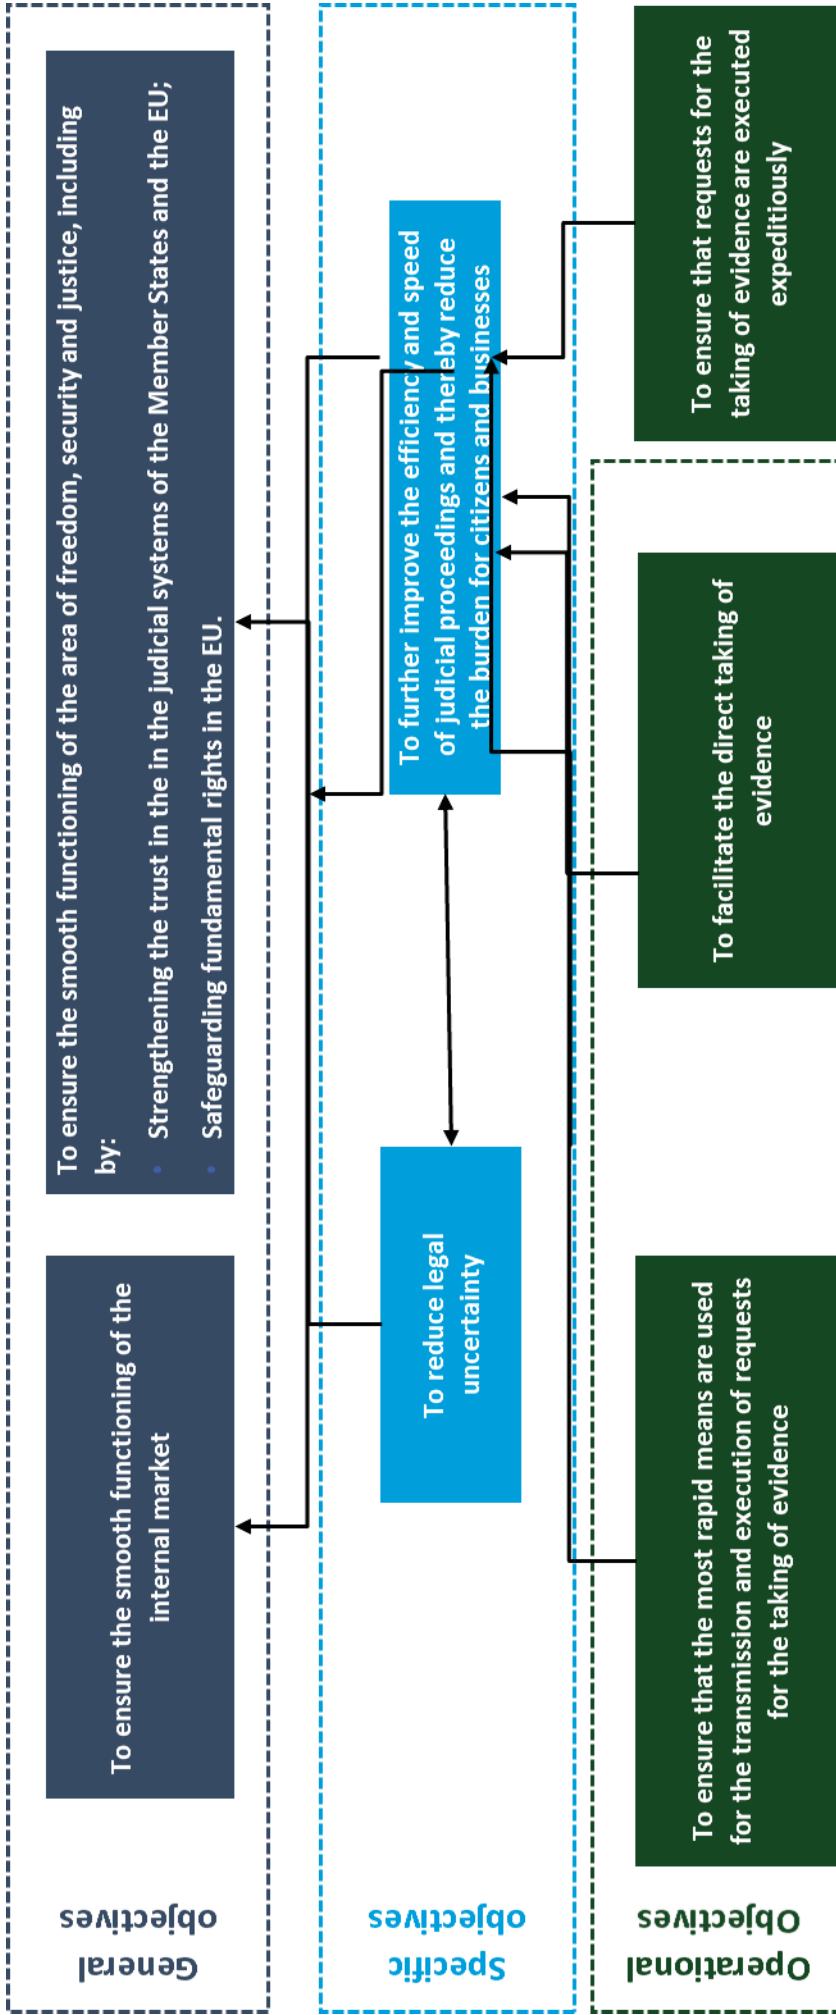 General
objectives
To ensure the smooth functioning of the
internal market
To ensure the smooth functioning of the area of freedom, security and justice, including
by:
• Strengthening the trust in the in the judicial systems of the Member States and the EU;
• Safeguarding fundamental rights in the EU.
Specific
objectives
To reduce legal
uncertainty
To further improve the efficiency and speed
of judicial proceedings and thereby reduce
the burden for citizens and businesses
Operational
Objectives
To ensure that the most rapid means are used
for the transmission and execution of requests
for the taking of evidence
To facilitate the direct taking of
evidence
To ensure that requests for the
taking of evidence are executed
expeditiously